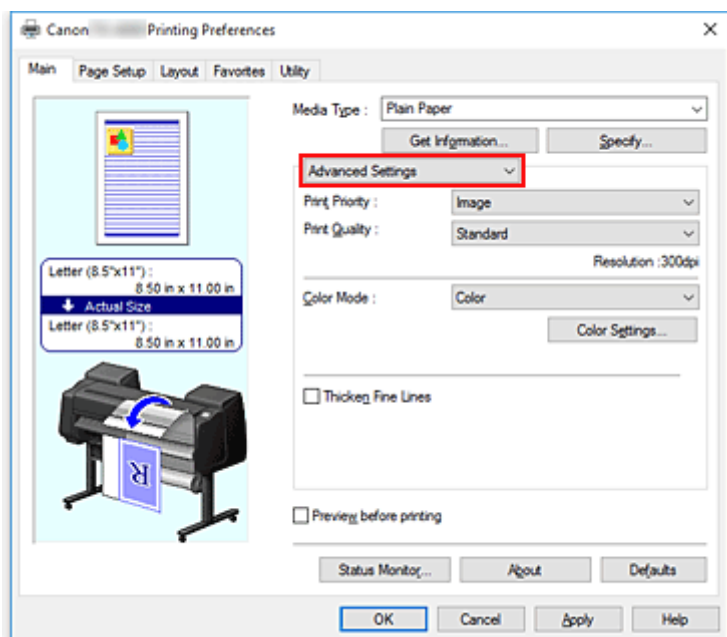 Canon Printing Preferences
Main Page Setup Layout Favorites Utility
Media Type : Plain Paper
Get Information... Specify...
Advanced Settings
Print Priority : Image
Print Quality : Standard
Resolution :300dpi
Letter (8.5"x11") :
8.50 in x 11.00 in
Actual Size
Letter (8.5"x11") :
8.50 in x 11.00 in
Color Mode : Color
Color Settings...
Thicken Fine Lines
R
Preview before printing
Status Monitor... About Defaults
OK Cancel Apply Help